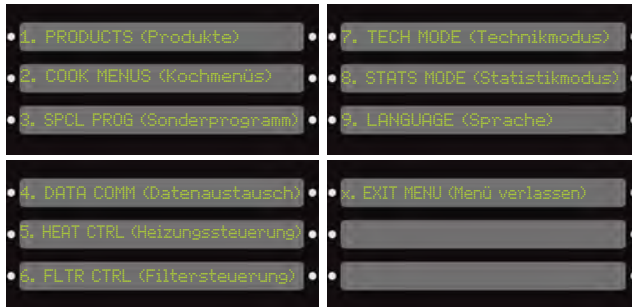 1. PRODUCTS (Produkte)
2. COOK MENUS (Kochmenüs)
3. SPCL PROG (Sonderprogramm)
4. DATA COMM (Datenaustausch)
5. HEAT CTRL (Heizungssteuerung)
6. FLTR CTRL (Filtersteuerung)
7. TECH MODE (Technikmodus)
8. STATS MODE (Statistikmodus)
9. LANGUAGE (Sprache)
x. EXIT MENU (Menü verlassen)